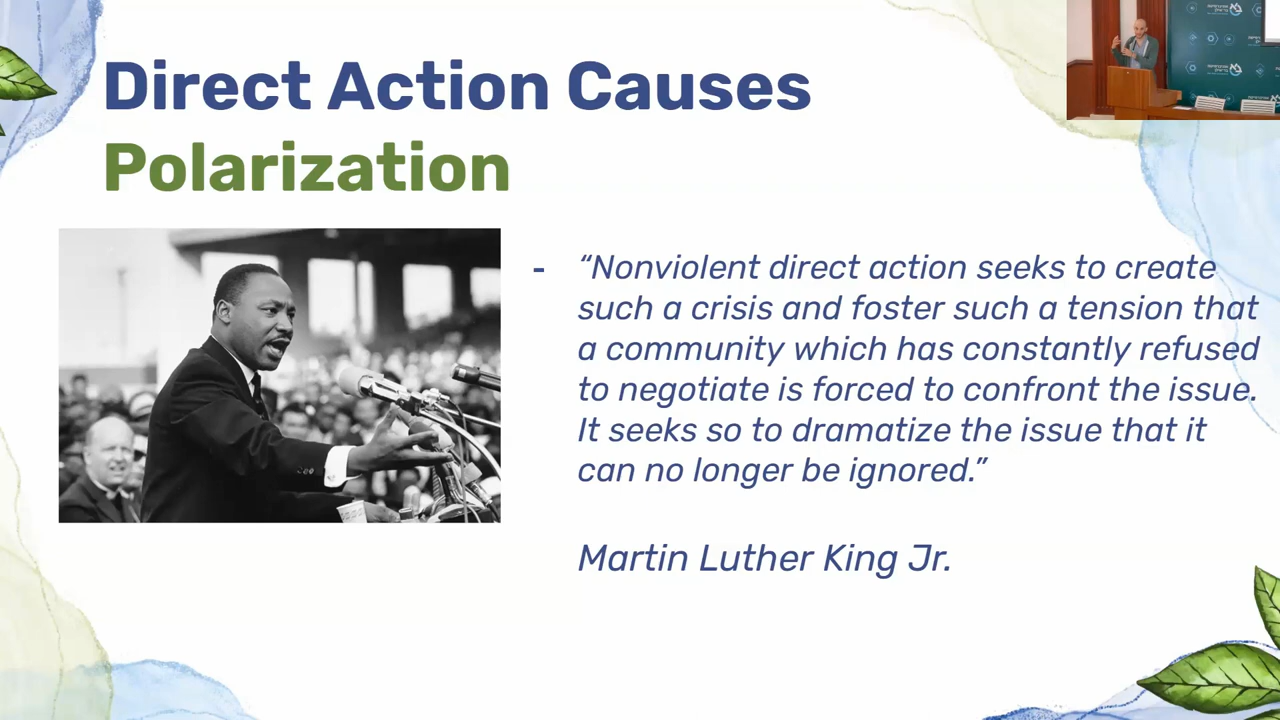 Direct Action Causes
Polarization
- “Nonviolent direct action seeks to create
such a crisis and foster such a tension that
a community which has constantly refused
to negotiate is forced to confront the issue.
It seeks so to dramatize the issue that it
can no longer be ignored.”
Martin Luther King Jr.